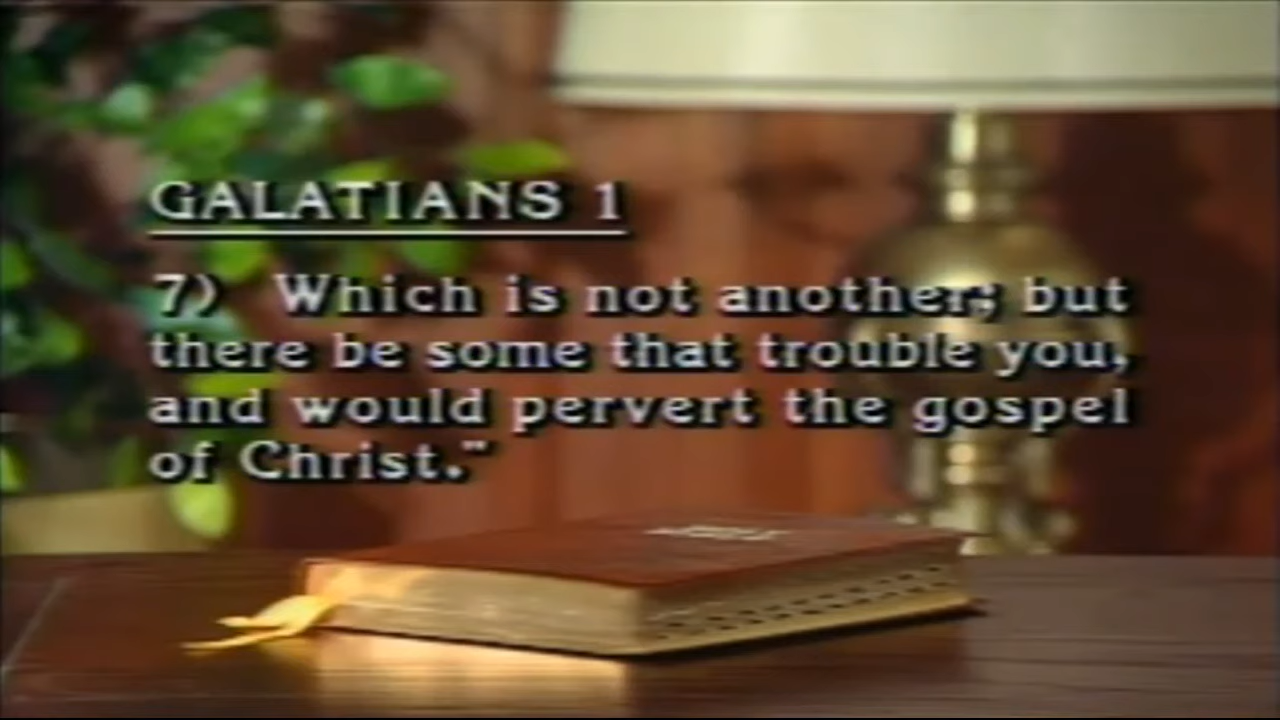 GALATIANS 1
7) Which is not another; but
there be some that trouble you,
and would pervert the gospel
of Christ."